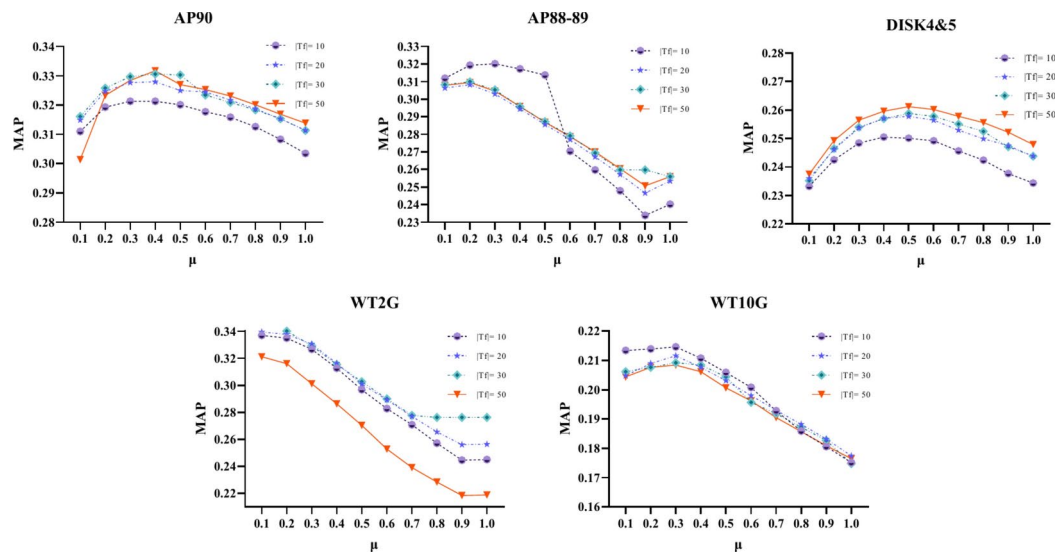 AP90
MAP
0.34
0.33
0.32
0.31
0.30
0.29
0.28
0.1 0.2 0.3 0.4 0.5 0.6 0.7 0.8 0.9 1.0
μ
|Tf|= 10
|Tf|= 20
|Tf|= 30
|Tf|= 50
AP88-89
MAP
0.33
0.32
0.31
0.30
0.29
0.28
0.27
0.26
0.25
0.24
0.23
0.1 0.2 0.3 0.4 0.5 0.6 0.7 0.8 0.9 1.0
μ
|Tf|= 10
|Tf|= 20
|Tf|= 30
|Tf|= 50
DISK4&5
MAP
0.28
0.27
0.26
0.25
0.24
0.23
0.22
0.1 0.2 0.3 0.4 0.5 0.6 0.7 0.8 0.9 1.0
μ
|Tf|= 10
|Tf|= 20
|Tf|= 30
|Tf|= 50
WT2G
MAP
0.34
0.32
0.30
0.28
0.26
0.24
0.22
0.1 0.2 0.3 0.4 0.5 0.6 0.7 0.8 0.9 1.0
μ
|Tf|= 10
|Tf|= 20
|Tf|= 30
|Tf|= 50
WT10G
MAP
0.22
0.21
0.20
0.19
0.18
0.17
0.16
0.1 0.2 0.3 0.4 0.5 0.6 0.7 0.8 0.9 1.0
μ
|Tf|= 10
|Tf|= 20
|Tf|= 30
|Tf|= 50